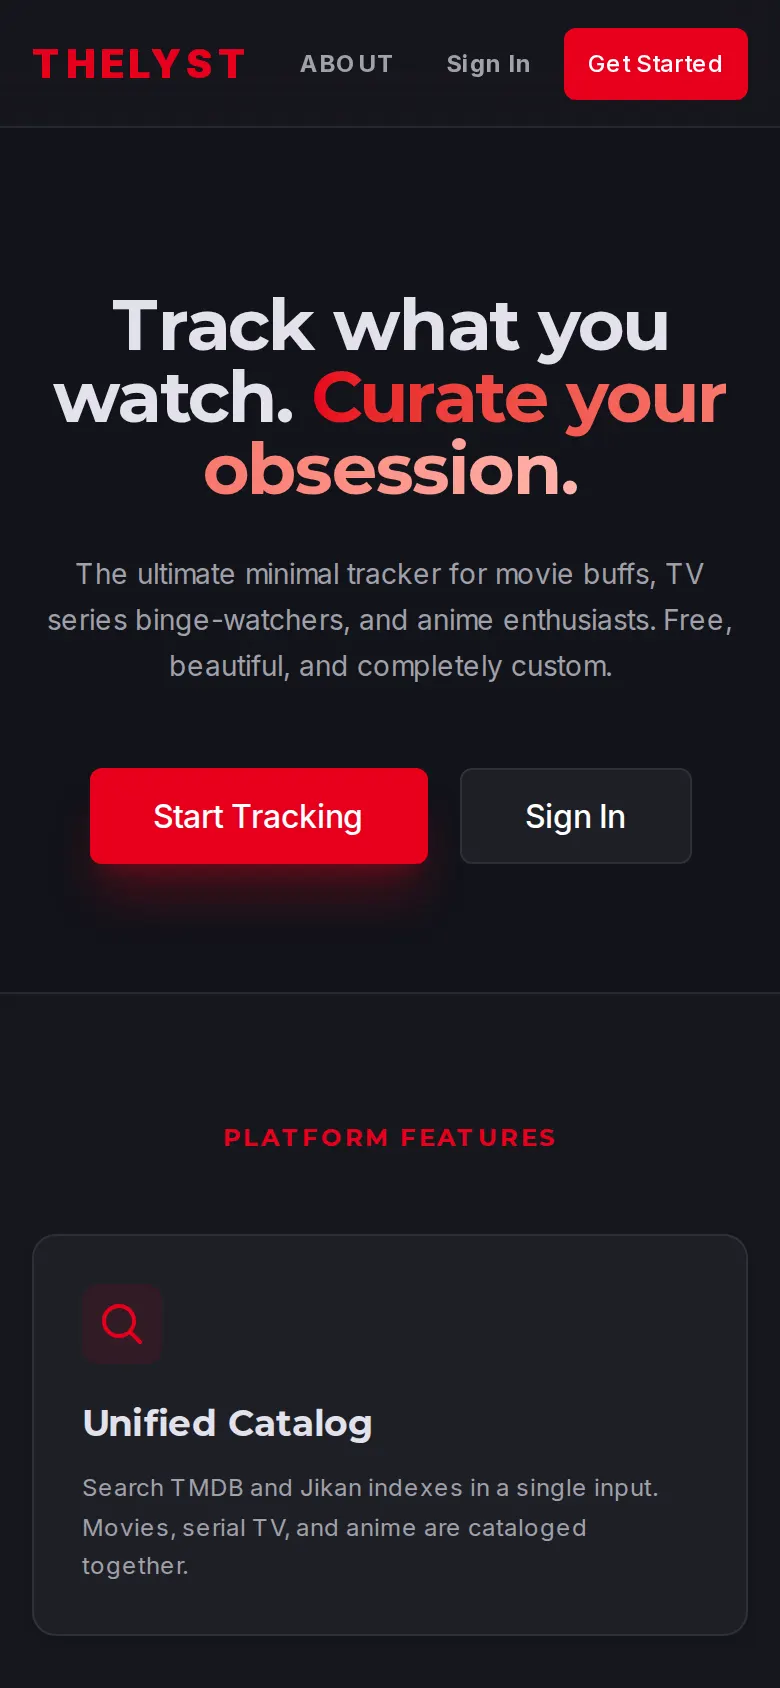 THELYST
ABOUT
Sign In
Get Started
Track what you
watch. Curate your
obsession.
The ultimate minimal tracker for movie buffs, TV
series binge-watchers, and anime enthusiasts. Free,
beautiful, and completely custom.
Start Tracking
Sign In
PLATFORM FEATURES
Unified Catalog
Search TMDB and Jikan indexes in a single input.
Movies, serial TV, and anime are cataloged
together.